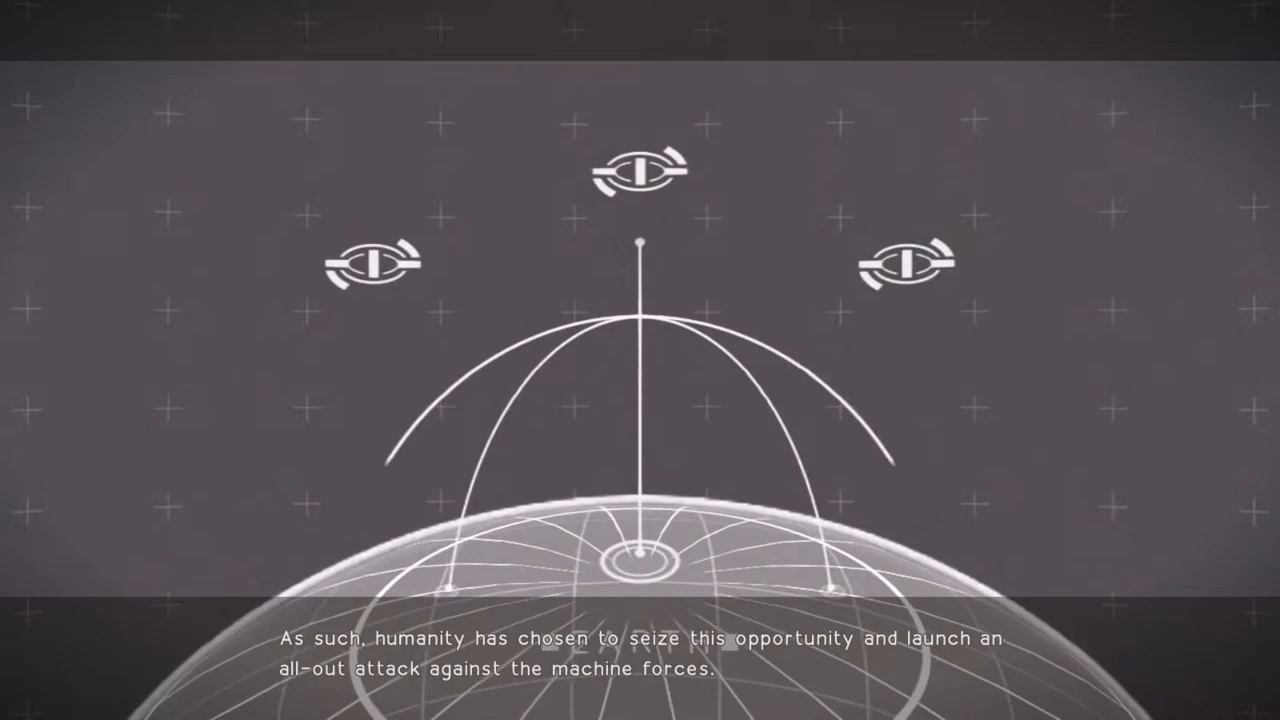 EARTH
As such, humanity has chosen to seize this opportunity and launch an
all-out attack against the machine forces.